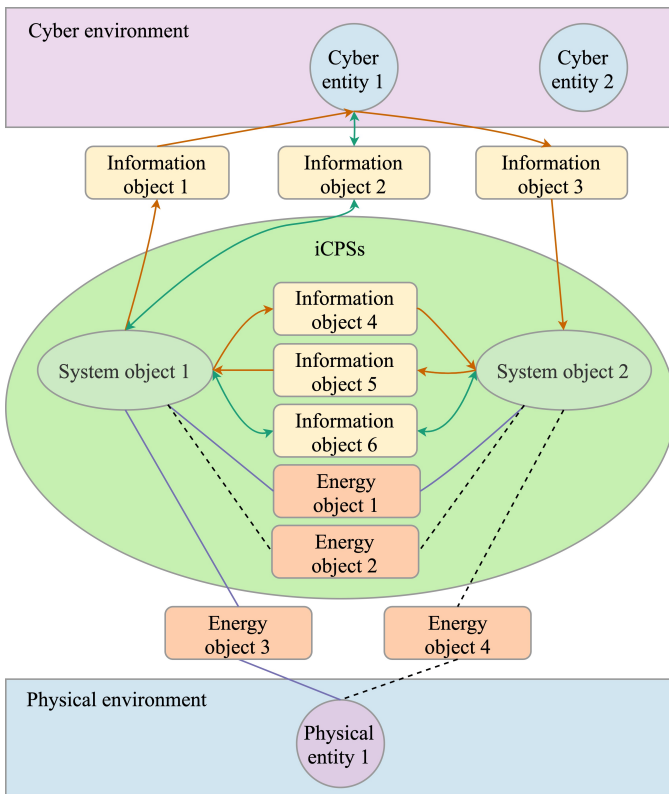 Cyber environment
Cyber
entity 1
Cyber
entity 2
Information
object 1
Information
object 2
Information
object 3
iCPSs
Information
object 4
System object 1
Information
object 5
System object 2
Information
object 6
Energy
object 1
Energy
object 2
Energy
object 3
Energy
object 4
Physical environment
Physical
entity 1